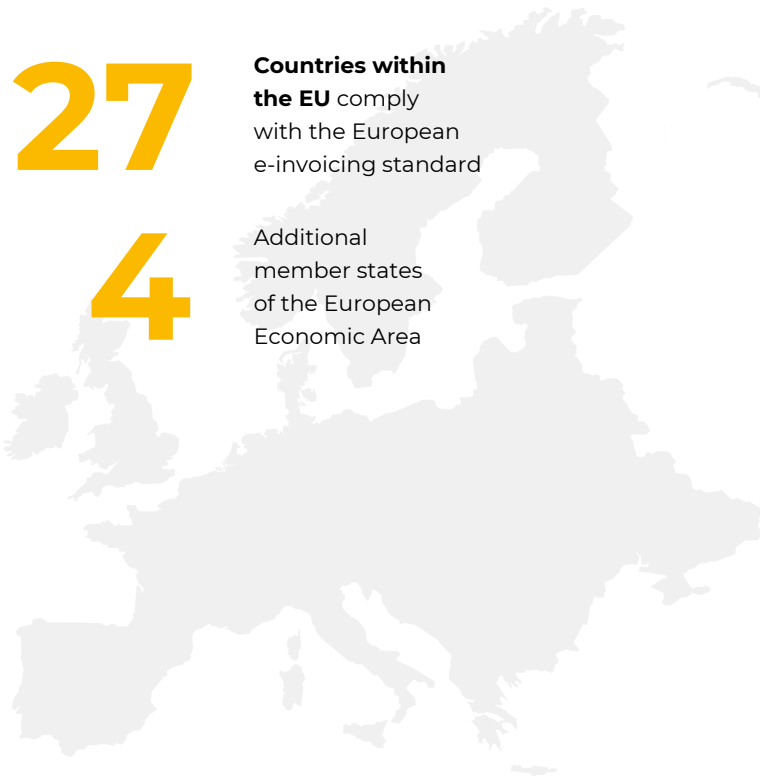 27
Countries within
the EU comply
with the European
e-invoicing standard
4
Additional
member states
of the European
Economic Area